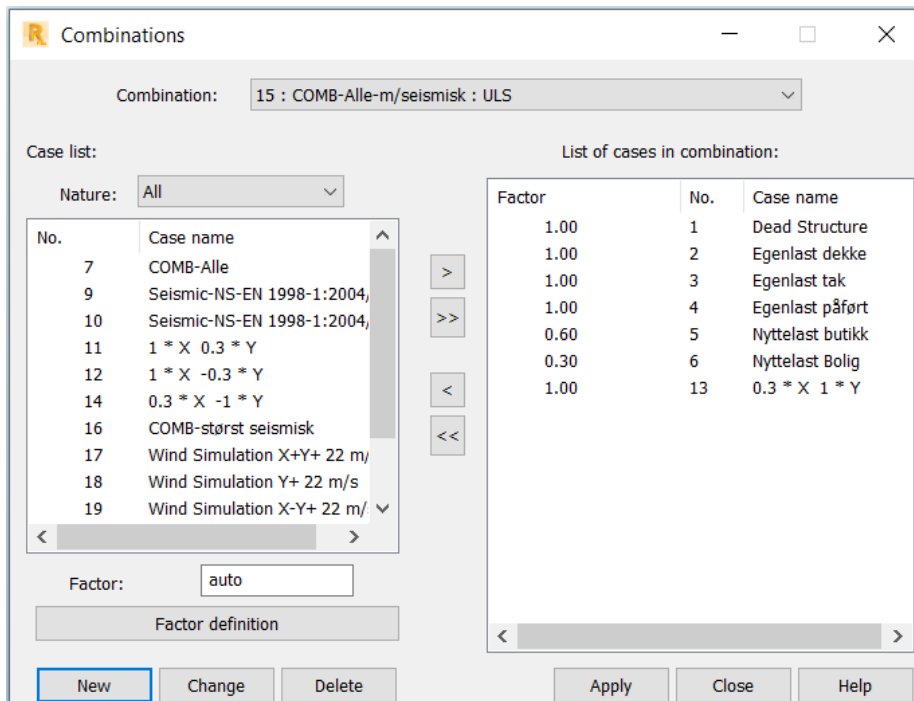 Combinations
Combination: 15 : COMB-Alle-m/seismisk : ULS
Case list:
Nature: All
No. Case name
7 COMB-Alle
9 Seismic-NS-EN 1998-1:2004/
10 Seismic-NS-EN 1998-1:2004/
11 1 * X 0.3 * Y
12 1 * X -0.3 * Y
14 0.3 * X -1 * Y
16 COMB-størst seismisk
17 Wind Simulation X+Y+ 22 m/
18 Wind Simulation Y+ 22 m/s
19 Wind Simulation X-Y+ 22 m/
Factor: auto
Factor definition
New Change Delete
>
>>
<
<<
List of cases in combination:
Factor No. Case name
1.00 1 Dead Structure
1.00 2 Egenlast dekke
1.00 3 Egenlast tak
1.00 4 Egenlast påført
0.60 5 Nyttelast butikk
0.30 6 Nyttelast Bolig
1.00 13 0.3 * X 1 * Y
Apply Close Help